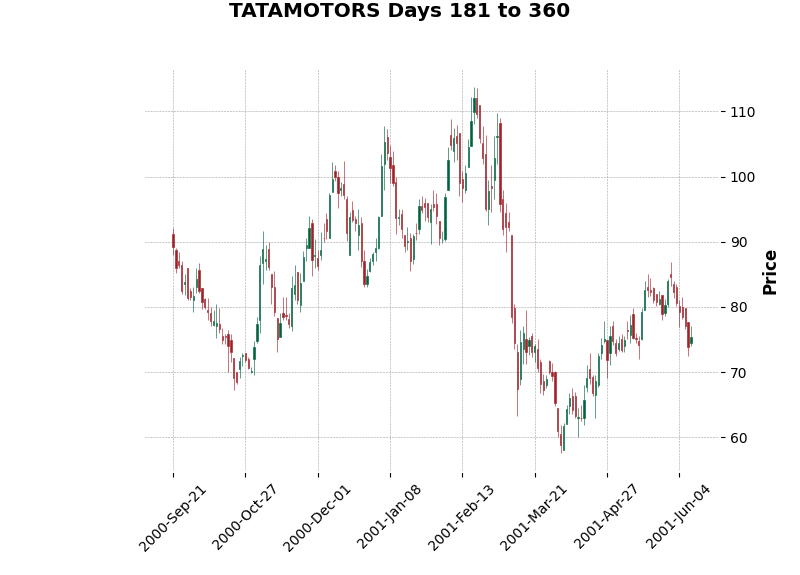 TATAMOTORS Days 181 to 360
110
100
90
80
70
60
Price
2000-Sep-21
2000-Oct-27
2000-Dec-01
2001-Jan-08
2001-Feb-13
2001-Mar-21
2001-Apr-27
2001-Jun-04